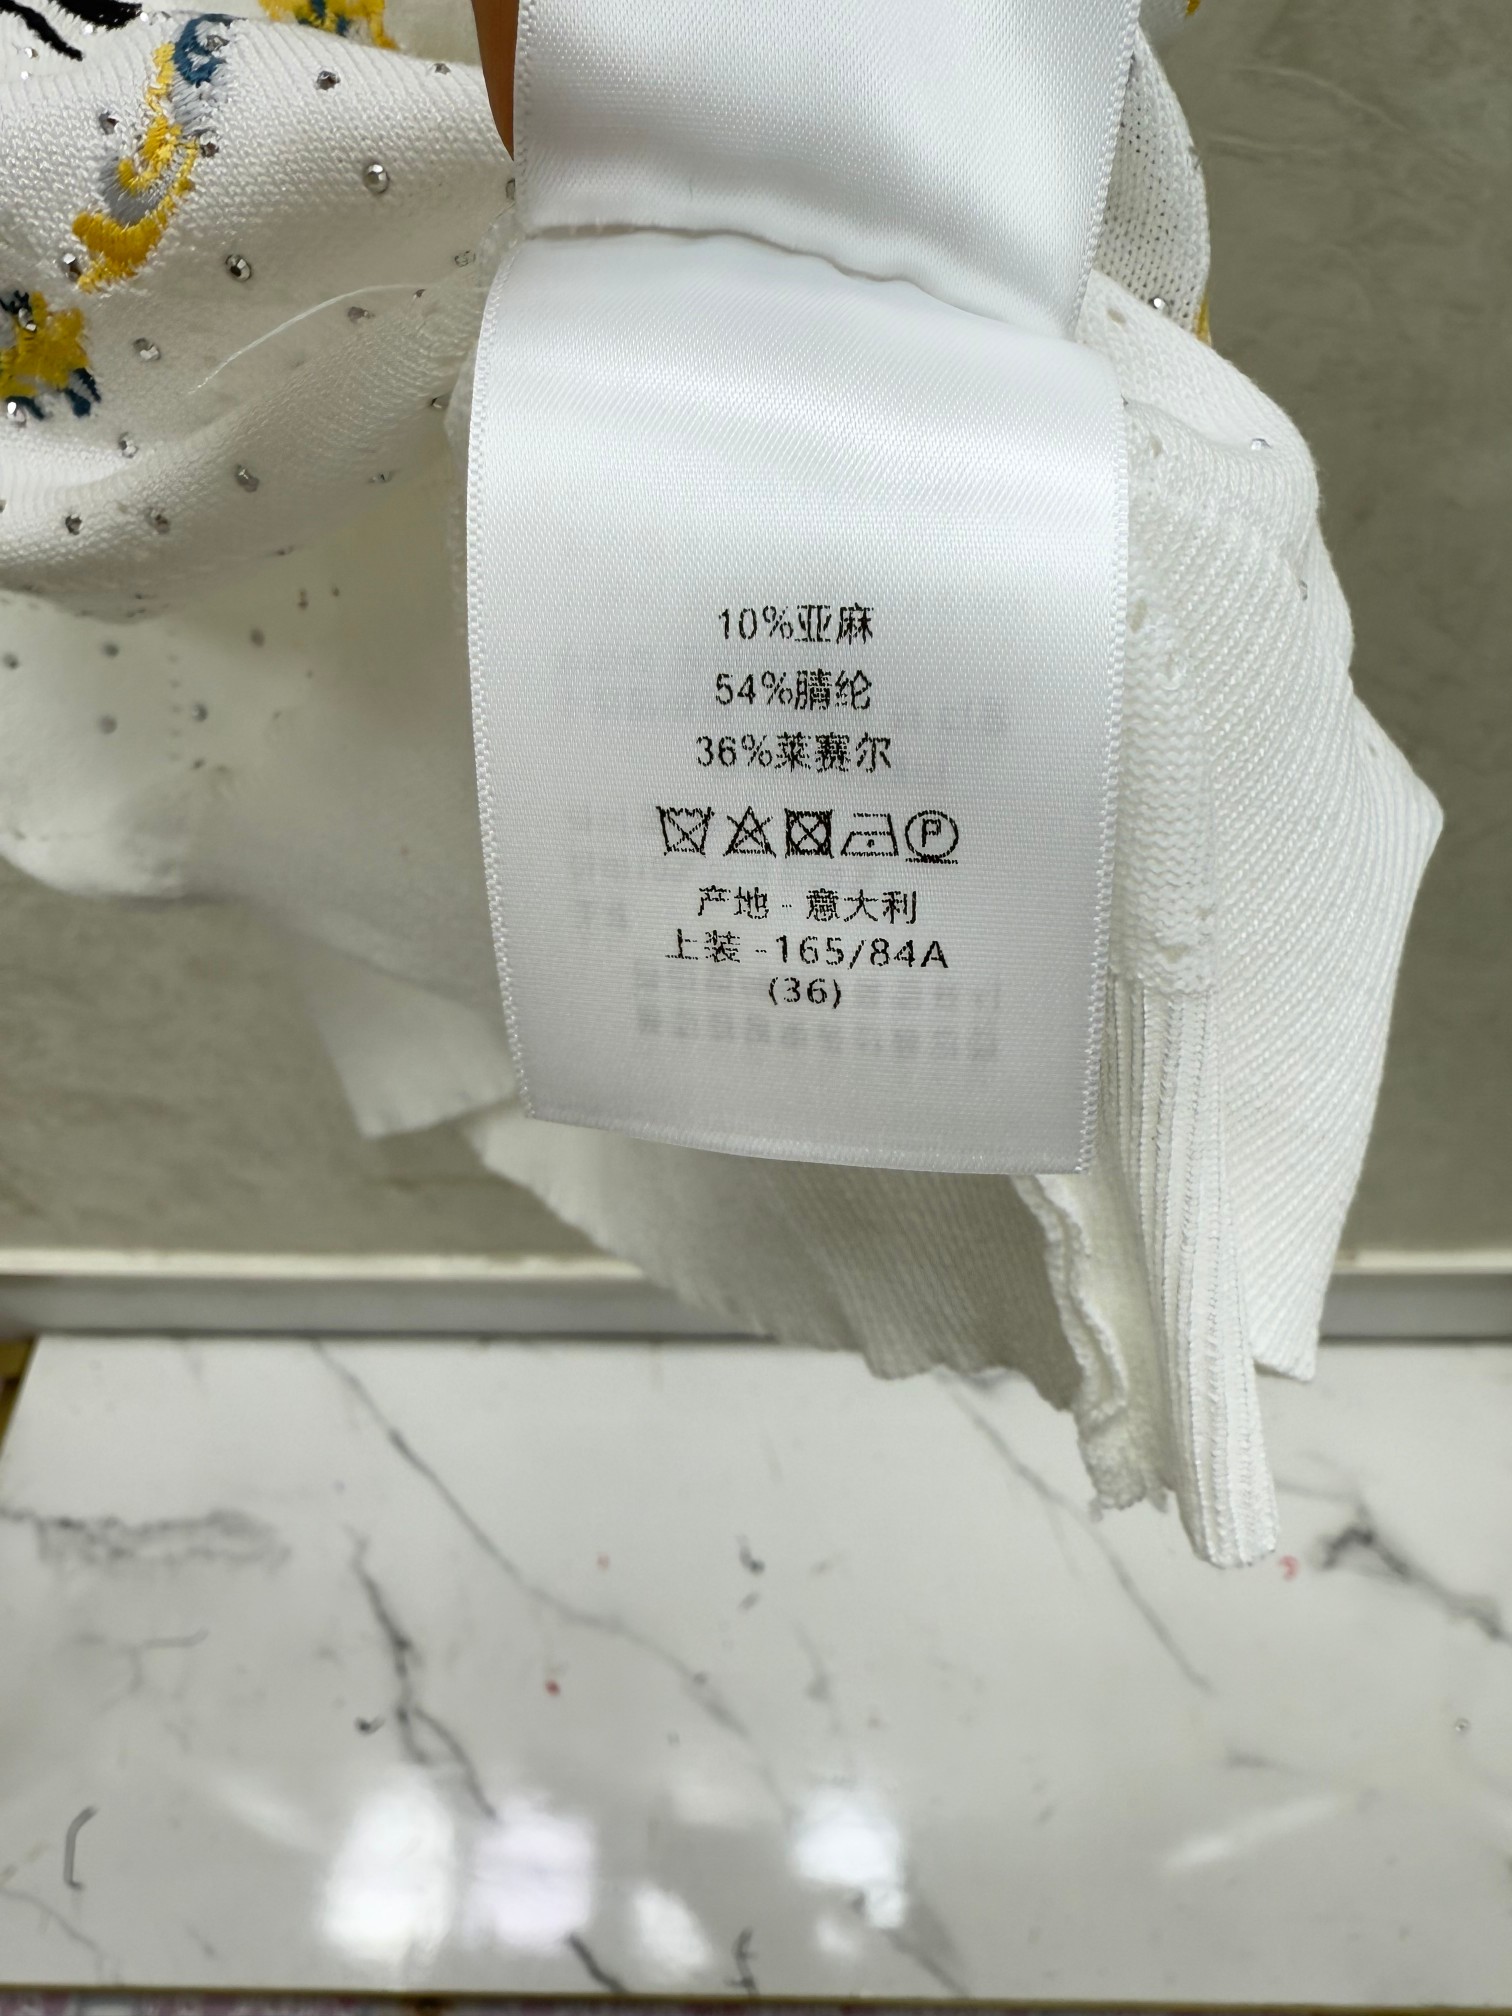 10%亚麻
54%腈纶
36%莱赛尔
P
产地 - 意大利
上装 -165/84A
(36)